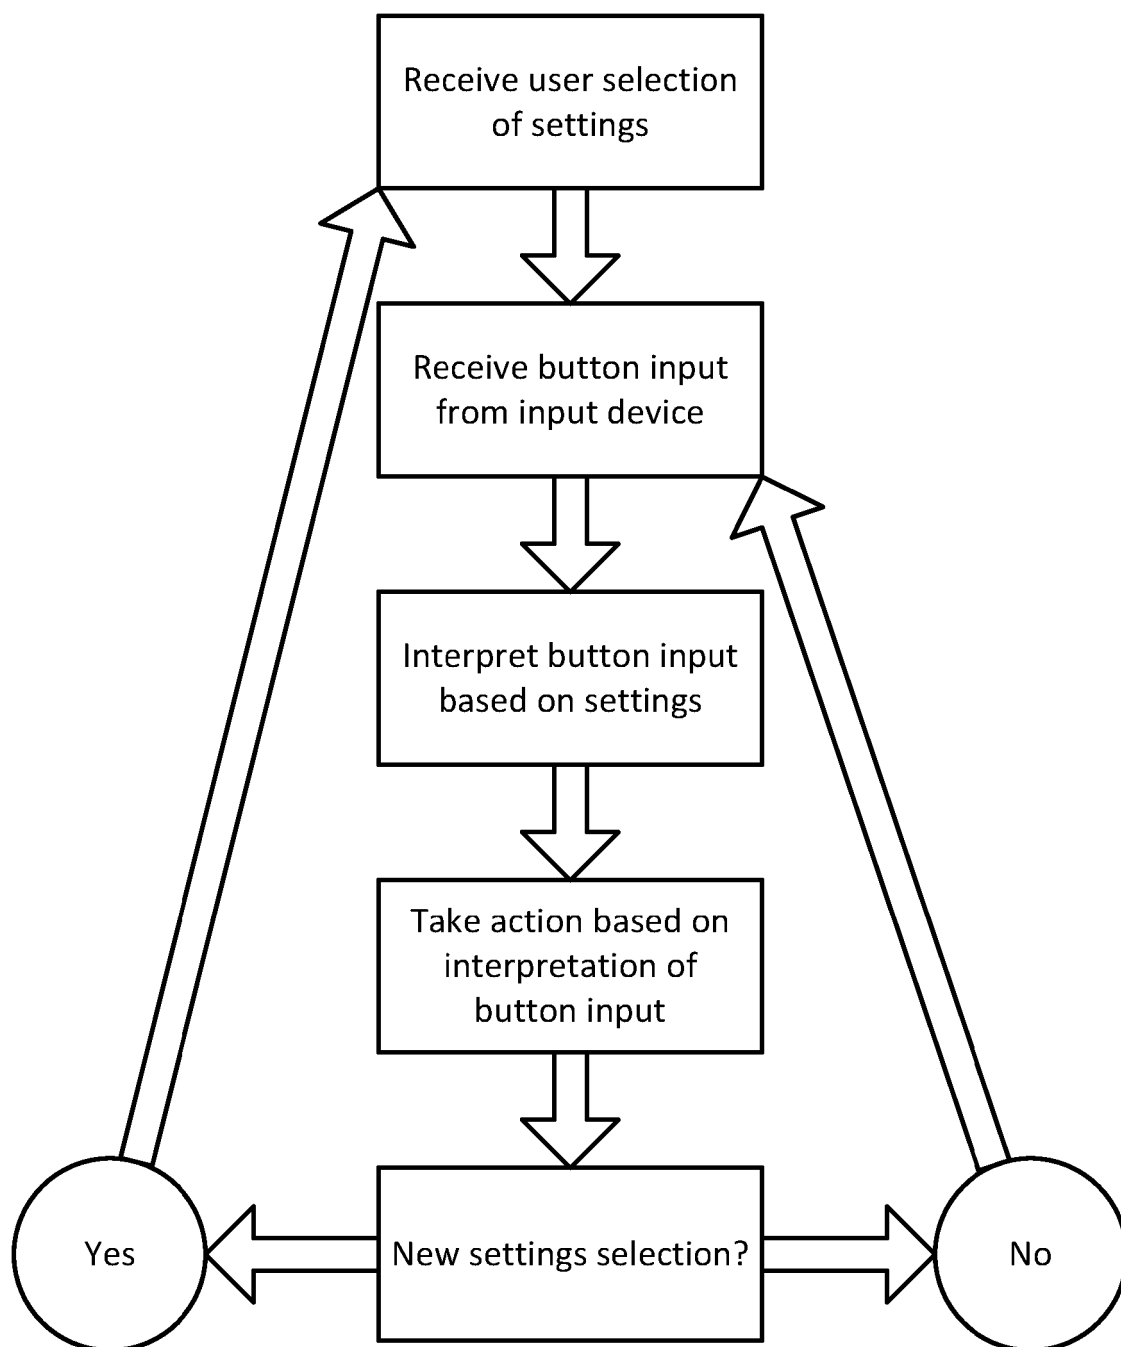 Receive user selection
of settings
Receive button input
from input device
Interpret button input
based on settings
Take action based on
interpretation of
button input
Yes
New settings selection?
No